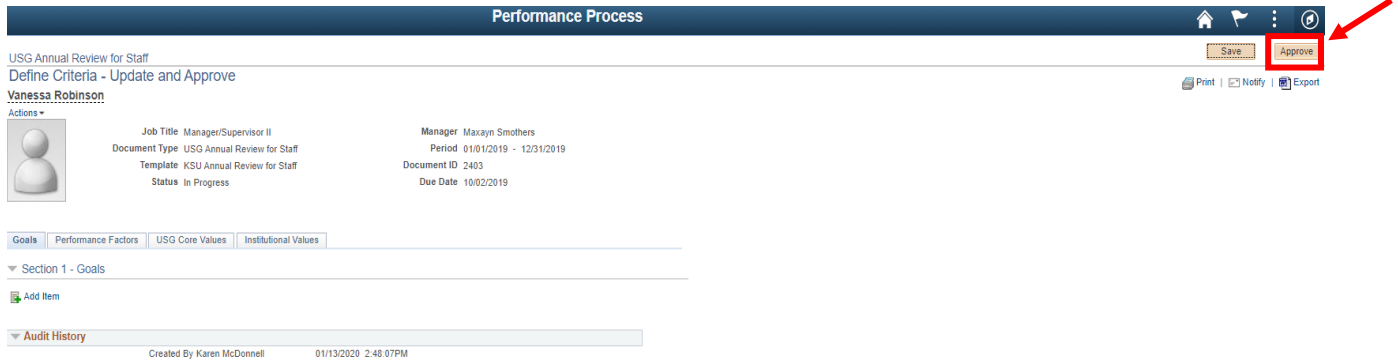 Performance Process
USG Annual Review for Staff
Save Approve
Define Criteria - Update and Approve
Print | Notify | Export
Vanessa Robinson
Actions
Job Title Manager/Supervisor II Manager Maxayn Smothers
Document Type USG Annual Review for Staff Period 01/01/2019 - 12/31/2019
Template KSU Annual Review for Staff Document ID 2403
Status In Progress Due Date 10/02/2019
Goals Performance Factors USG Core Values Institutional Values
Section 1 - Goals
Add Item
Audit History
Created By Karen McDonnell 01/13/2020 2:48:07PM